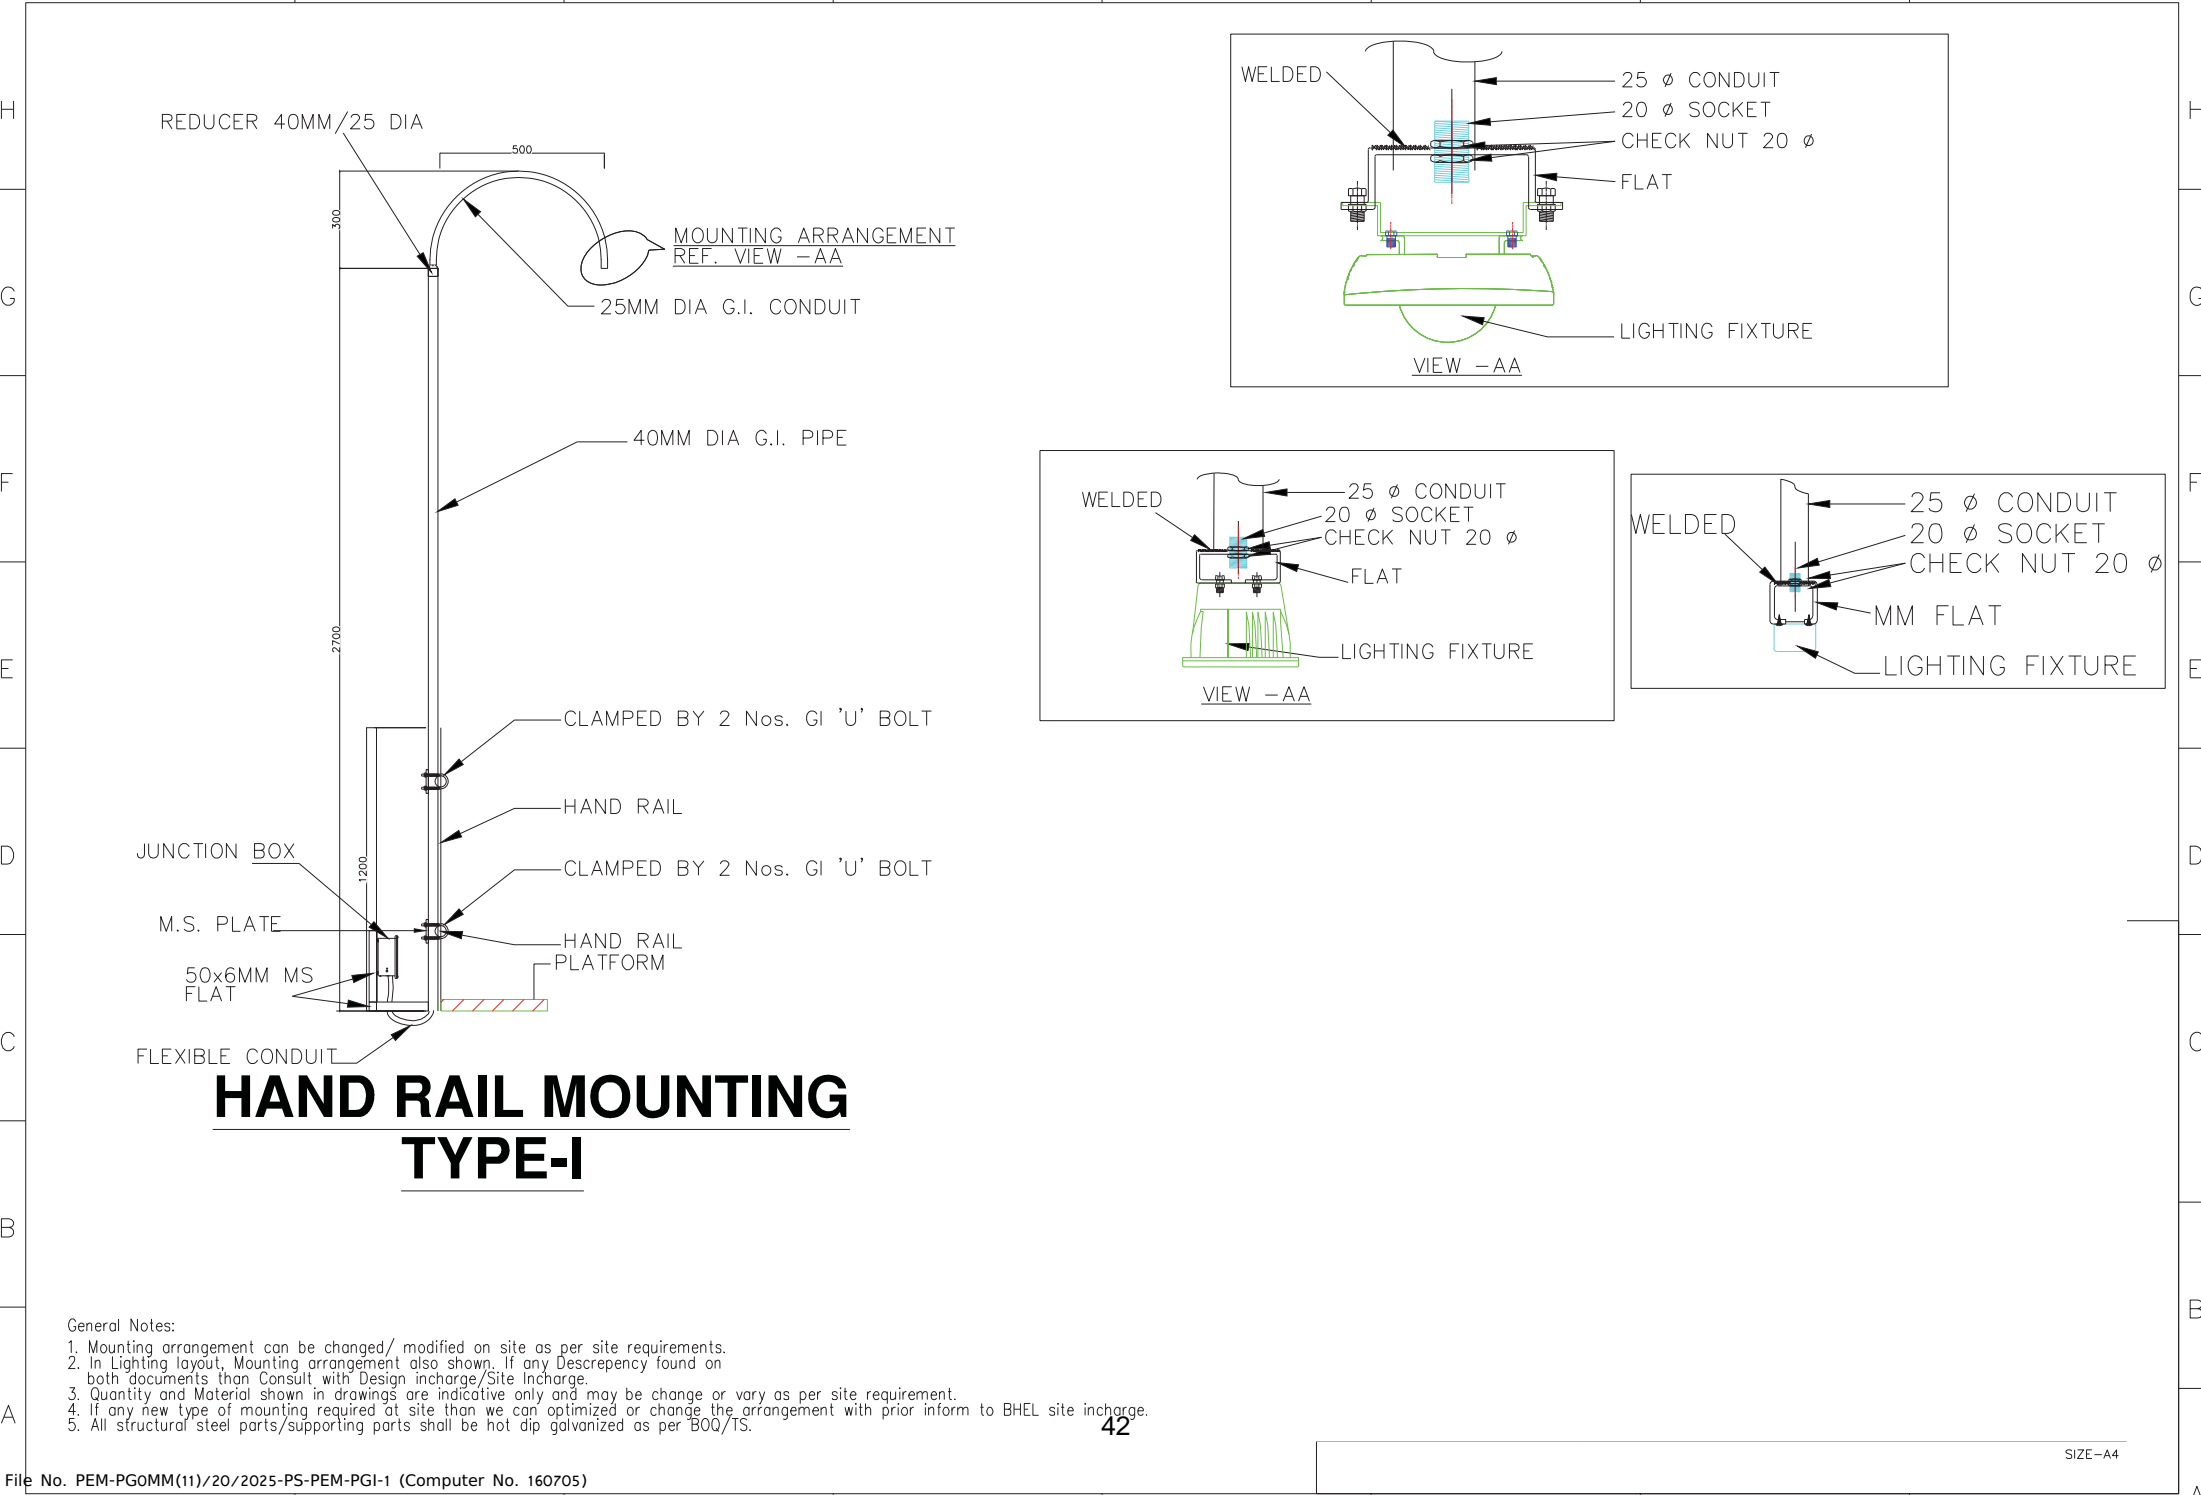 REDUCER 40MM/25 DIA
500
300
MOUNTING ARRANGEMENT
REF. VIEW -AA
25MM DIA G.I. CONDUIT
40MM DIA G.I. PIPE
2700
CLAMPED BY 2 Nos. GI 'U' BOLT
HAND RAIL
JUNCTION BOX
1200
CLAMPED BY 2 Nos. GI 'U' BOLT
M.S. PLATE
HAND RAIL
PLATFORM
50x6MM MS
FLAT
FLEXIBLE CONDUIT
HAND RAIL MOUNTING
TYPE-I
WELDED
25 ⌀ CONDUIT
20 ⌀ SOCKET
CHECK NUT 20 ⌀
FLAT
LIGHTING FIXTURE
VIEW -AA
WELDED
25 ⌀ CONDUIT
20 ⌀ SOCKET
CHECK NUT 20 ⌀
FLAT
LIGHTING FIXTURE
VIEW -AA
WELDED
25 ⌀ CONDUIT
20 ⌀ SOCKET
CHECK NUT 20 ⌀
MM FLAT
LIGHTING FIXTURE
H
G
F
E
D
C
B
A
H
G
F
E
D
C
B
A
General Notes:
1. Mounting arrangement can be changed/ modified on site as per site requirements.
2. In Lighting layout, Mounting arrangement also shown. If any Descrepency found on
both documents than Consult with Design incharge/Site Incharge.
3. Quantity and Material shown in drawings are indicative only and may be change or vary as per site requirement.
4. If any new type of mounting required at site than we can optimized or change the arrangement with prior inform to BHEL site incharge.
5. All structural steel parts/supporting parts shall be hot dip galvanized as per BOQ/TS.
42
SIZE-A4
File No. PEM-PG0MM(11)/20/2025-PS-PEM-PGI-1 (Computer No. 160705)